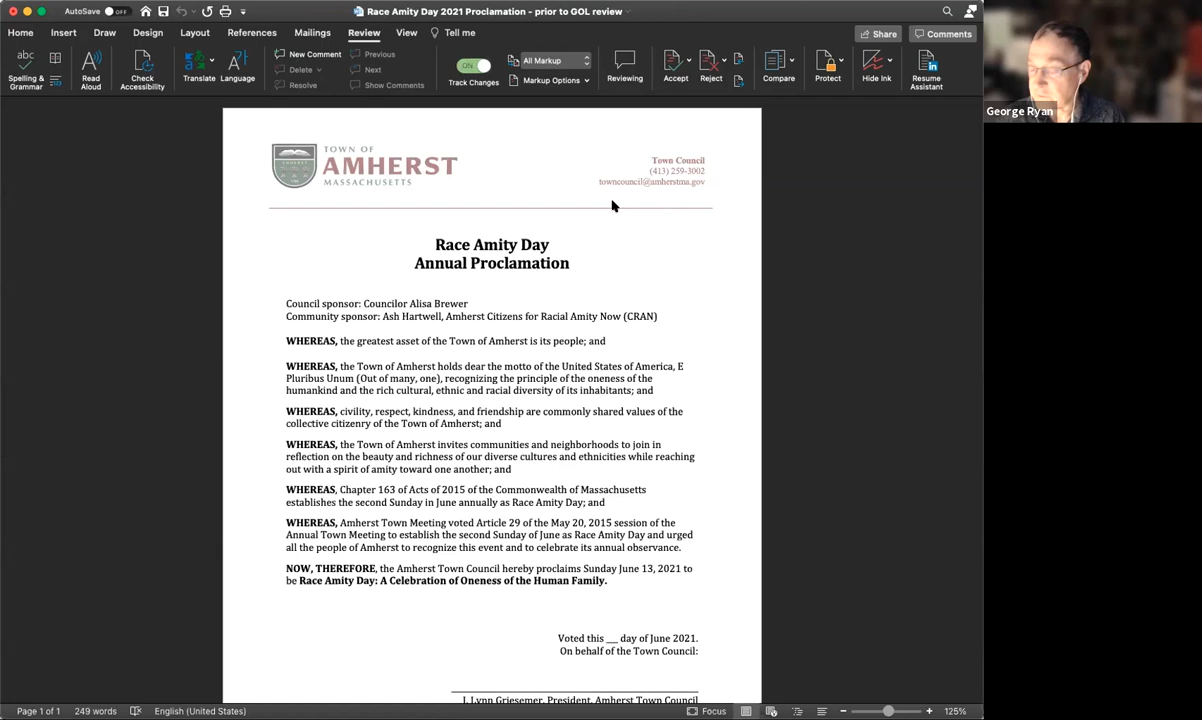 AutoSave OFF
Race Amity Day 2021 Proclamation - prior to GOL review
Home Insert Draw Design Layout References Mailings Review View Tell me
Share Comments
Spelling & Grammar
Read Aloud
Check Accessibility
Translate
Language
New Comment
Delete
Resolve
Previous
Next
Show Comments
ON
Track Changes
All Markup
Markup Options
Reviewing
Accept
Reject
Compare
Protect
Hide Ink
Resume Assistant
George Ryan
TOWN OF
AMHERST
MASSACHUSETTS
Town Council
(413) 259-3002
towncouncil@amherstma.gov
Race Amity Day
Annual Proclamation
Council sponsor: Councilor Alisa Brewer
Community sponsor: Ash Hartwell, Amherst Citizens for Racial Amity Now (CRAN)
WHEREAS, the greatest asset of the Town of Amherst is its people; and
WHEREAS, the Town of Amherst holds dear the motto of the United States of America, E
Pluribus Unum (Out of many, one), recognizing the principle of the oneness of the
humankind and the rich cultural, ethnic and racial diversity of its inhabitants; and
WHEREAS, civility, respect, kindness, and friendship are commonly shared values of the
collective citizenry of the Town of Amherst; and
WHEREAS, the Town of Amherst invites communities and neighborhoods to join in
reflection on the beauty and richness of our diverse cultures and ethnicities while reaching
out with a spirit of amity toward one another; and
WHEREAS, Chapter 163 of Acts of 2015 of the Commonwealth of Massachusetts
establishes the second Sunday in June annually as Race Amity Day; and
WHEREAS, Amherst Town Meeting voted Article 29 of the May 20, 2015 session of the
Annual Town Meeting to establish the second Sunday of June as Race Amity Day and urged
all the people of Amherst to recognize this event and to celebrate its annual observance.
NOW, THEREFORE, the Amherst Town Council hereby proclaims Sunday June 13, 2021 to
be Race Amity Day: A Celebration of Oneness of the Human Family.
Voted this __ day of June 2021.
On behalf of the Town Council:
J. Lynn Griesemer, President, Amherst Town Council
Page 1 of 1 249 words English (United States) Focus 125%